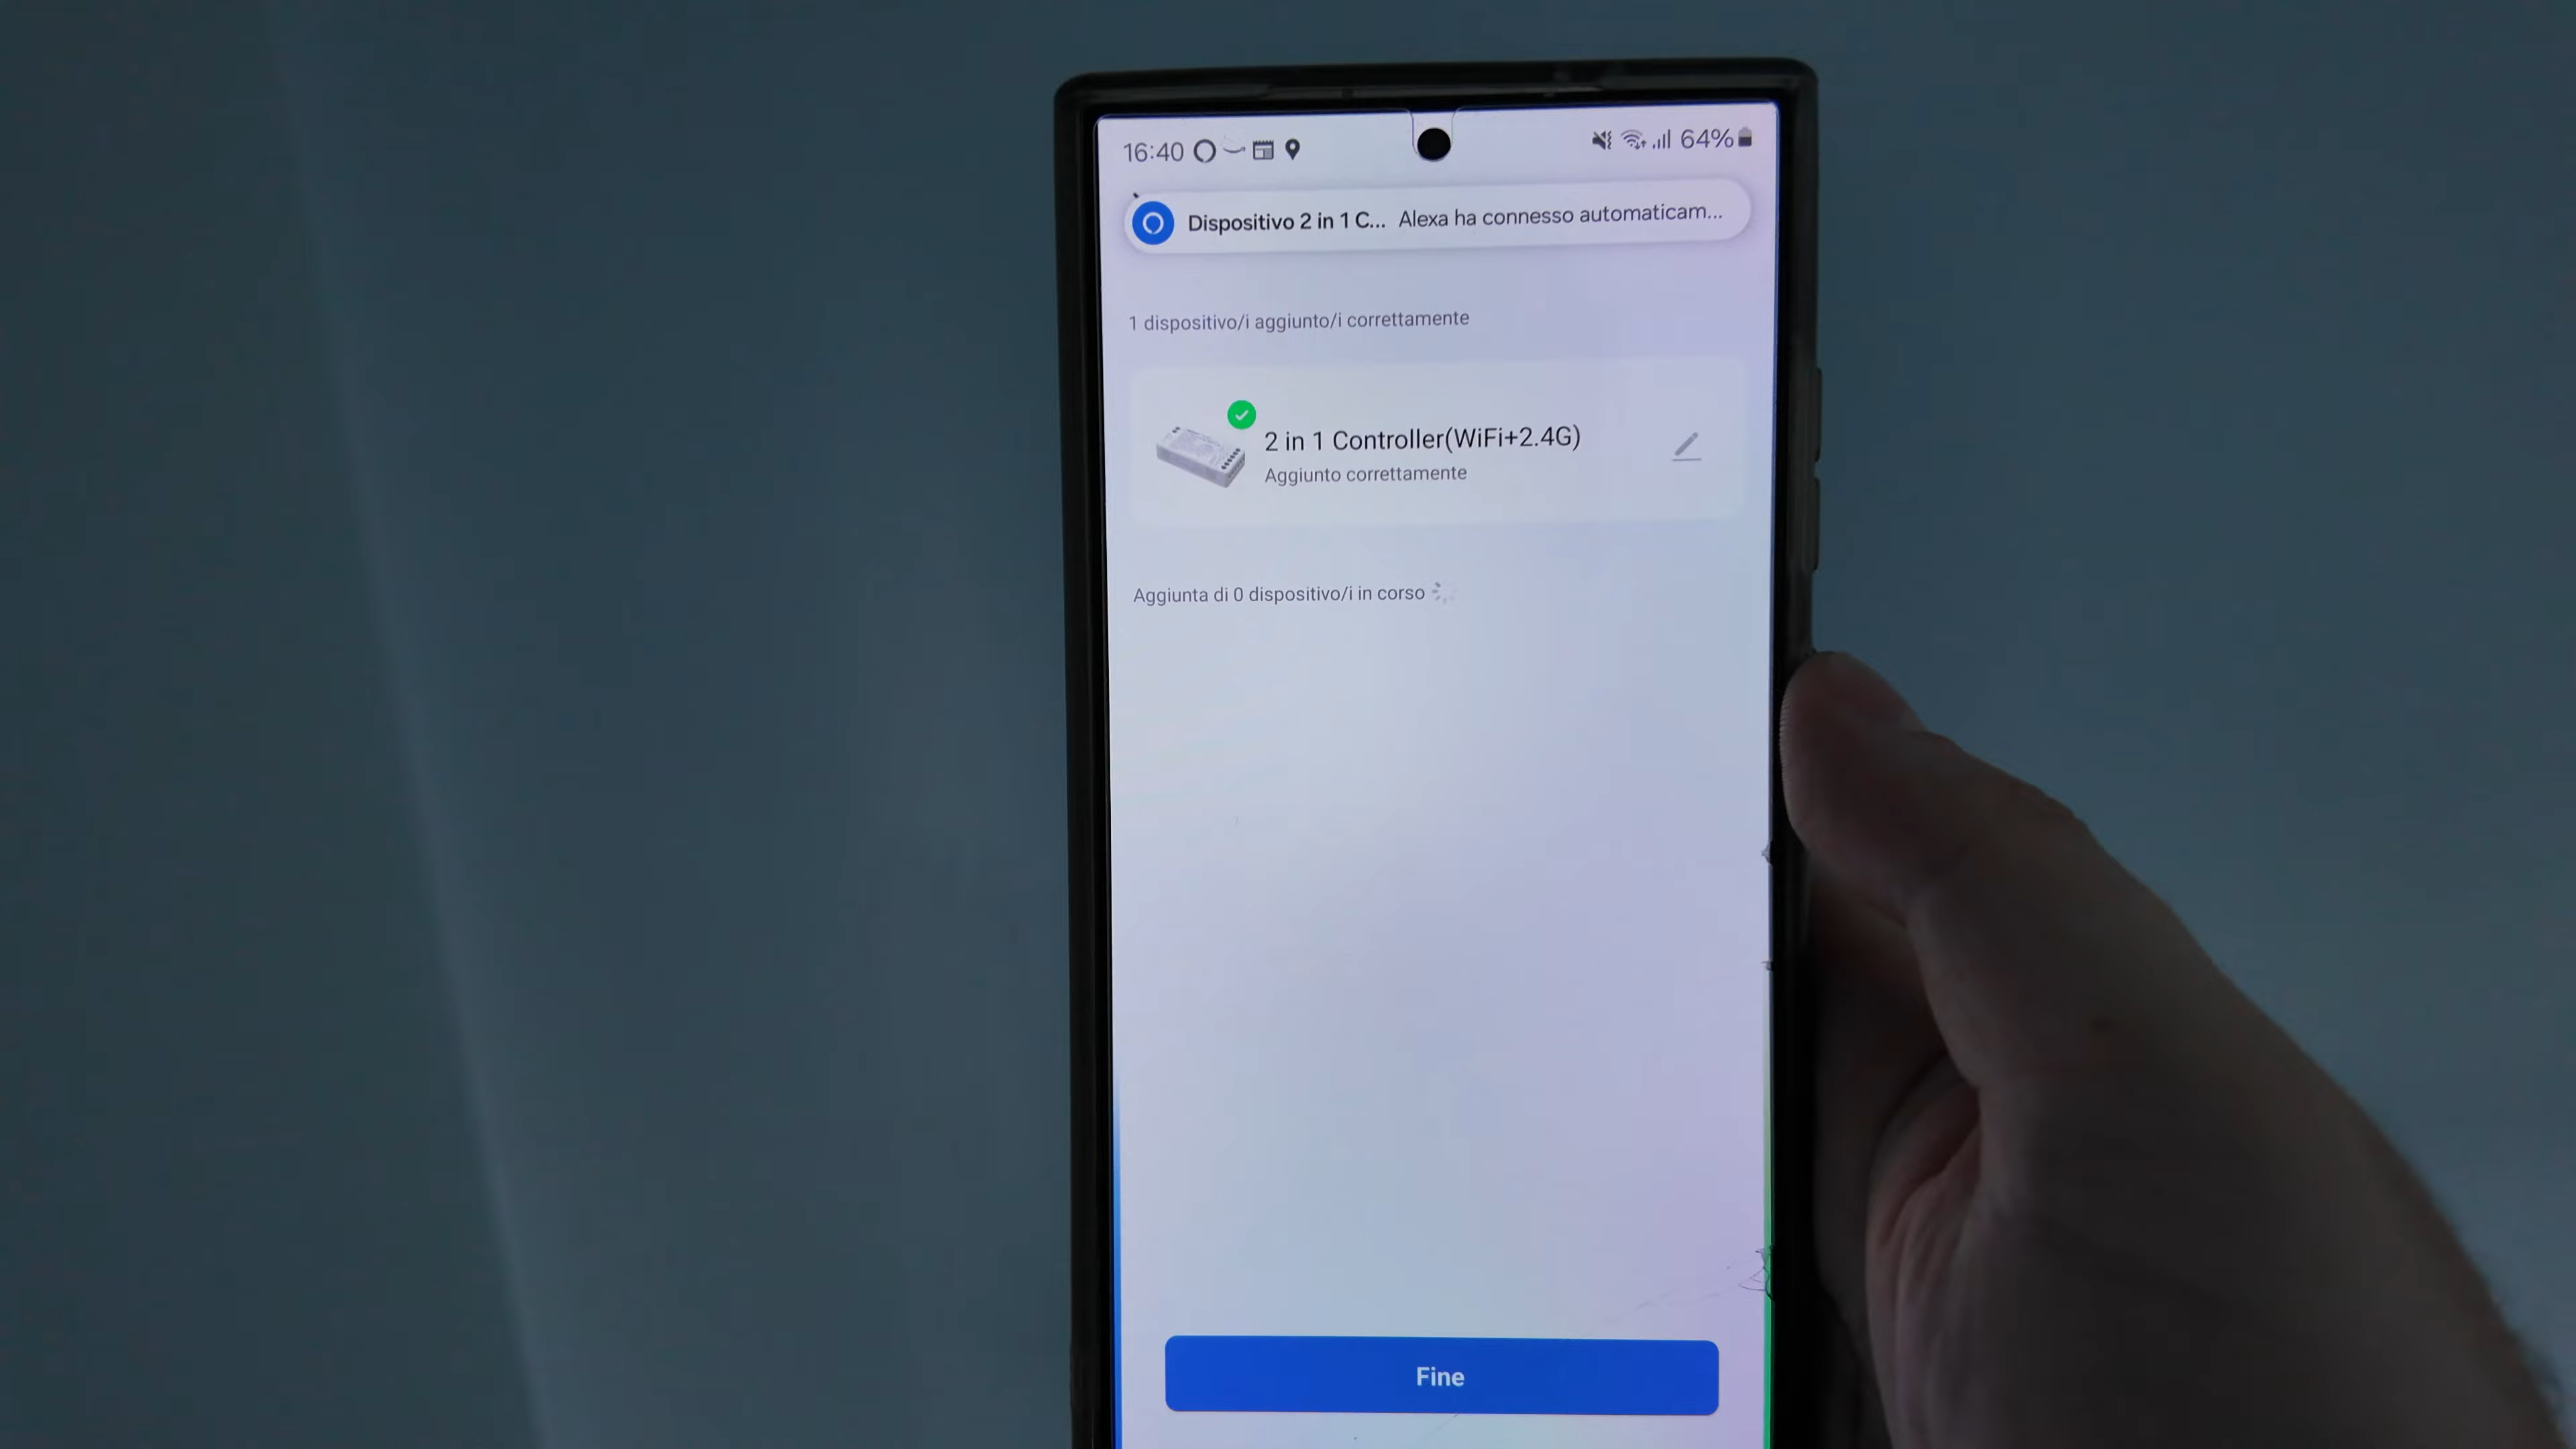 16:40 64%
Dispositivo 2 in 1 C... Alexa ha connesso automaticam...
1 dispositivo/i aggiunto/i correttamente
2 in 1 Controller(WiFi+2.4G)
Aggiunto correttamente
Aggiunta di 0 dispositivo/i in corso
Fine